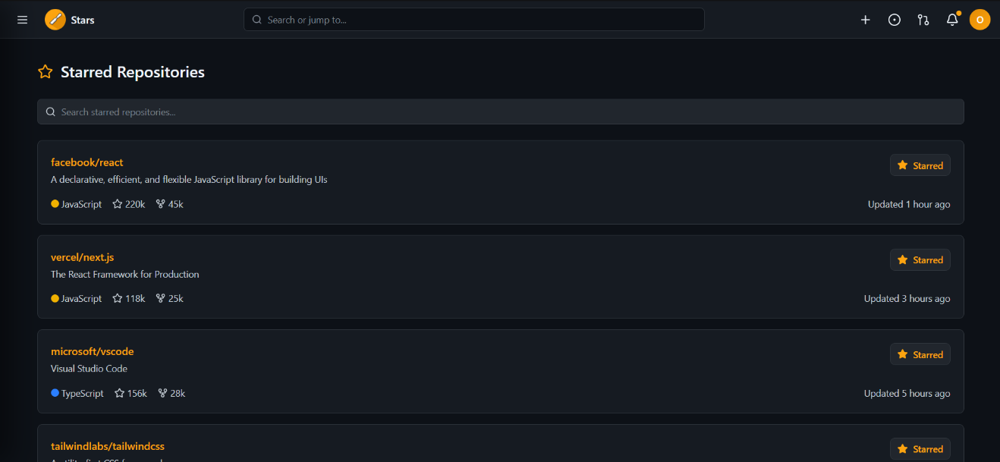 Stars
Search or jump to...
O
Starred Repositories
Search starred repositories...
facebook/react
Starred
A declarative, efficient, and flexible JavaScript library for building UIs
JavaScript 220k 45k
Updated 1 hour ago
vercel/next.js
Starred
The React Framework for Production
JavaScript 118k 25k
Updated 3 hours ago
microsoft/vscode
Starred
Visual Studio Code
TypeScript 156k 28k
Updated 5 hours ago
tailwindlabs/tailwindcss
Starred